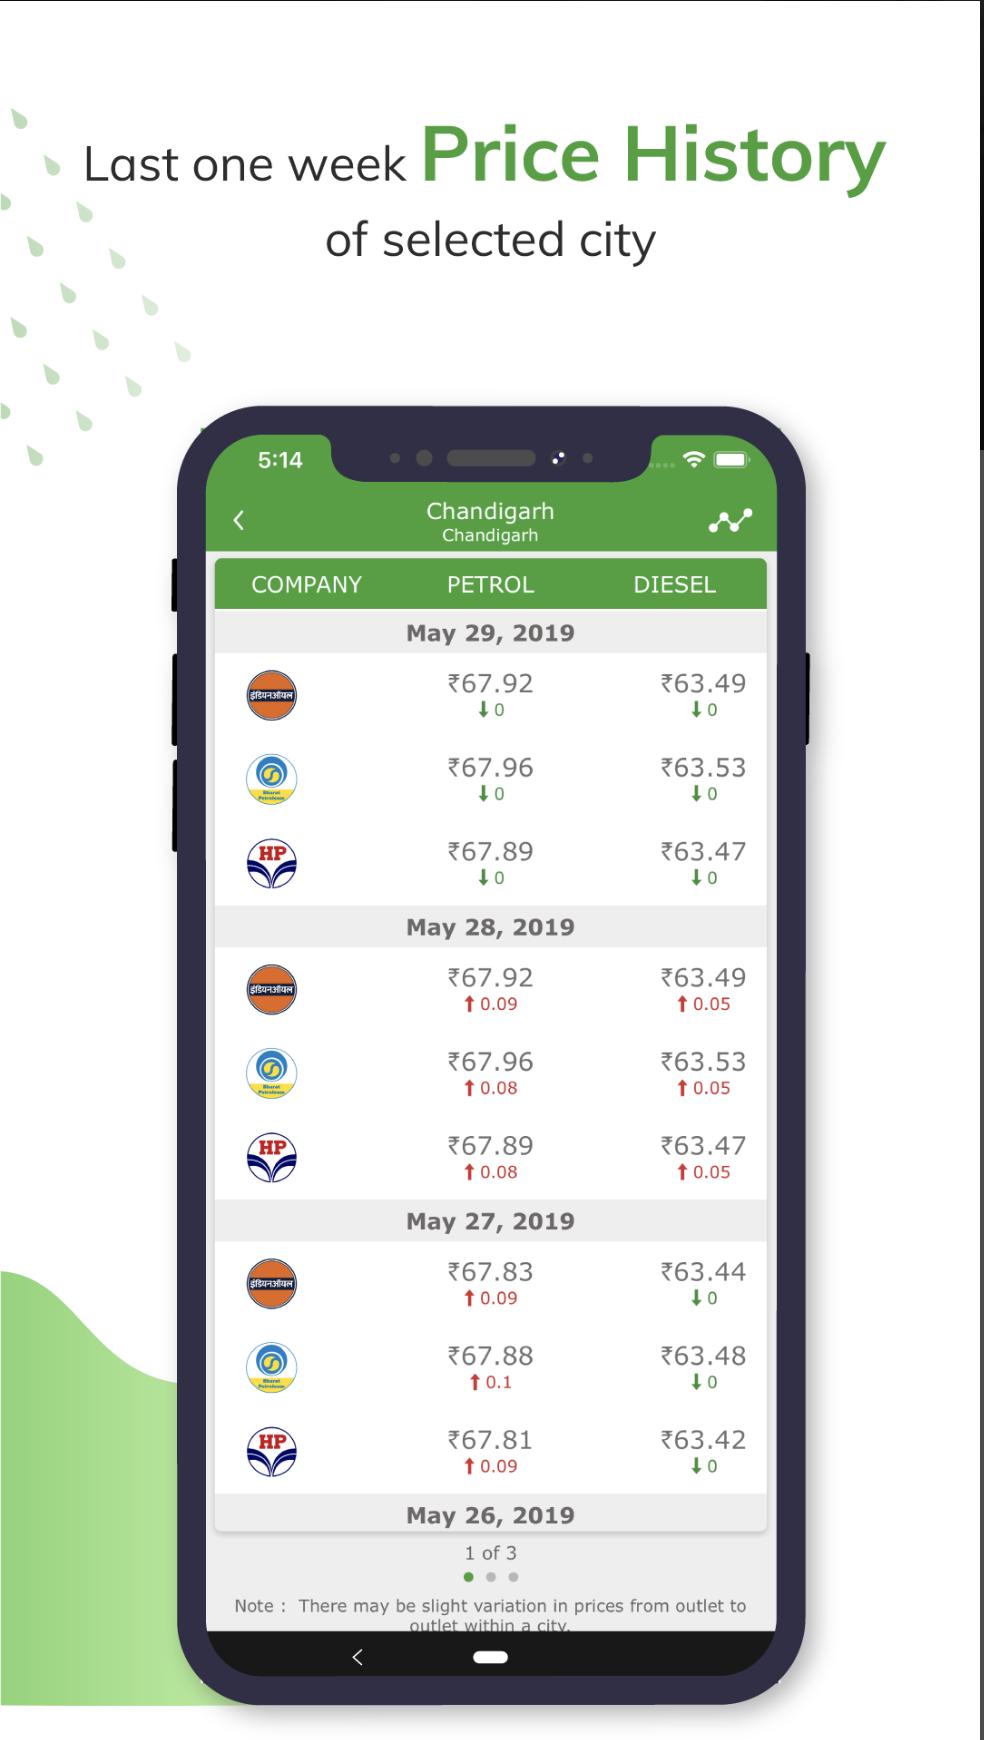 Last one week Price History
of selected city
5:14
Chandigarh
Chandigarh
COMPANY PETROL DIESEL
May 29, 2019
इंडियनऑयल
₹67.92 ₹63.49
0 0
₹67.96 ₹63.53
Bharat
Petroleum
0 0
HP
₹67.89 ₹63.47
0 0
May 28, 2019
इंडियनऑयल
₹67.92 ₹63.49
0.09 0.05
₹67.96 ₹63.53
Bharat
Petroleum
0.08 0.05
HP
₹67.89 ₹63.47
0.08 0.05
May 27, 2019
इंडियनऑयल
₹67.83 ₹63.44
0.09 0
₹67.88 ₹63.48
Bharat
Petroleum
0.1 0
HP
₹67.81 ₹63.42
0.09 0
May 26, 2019
1 of 3
Note : There may be slight variation in prices from outlet to
outlet within a city.